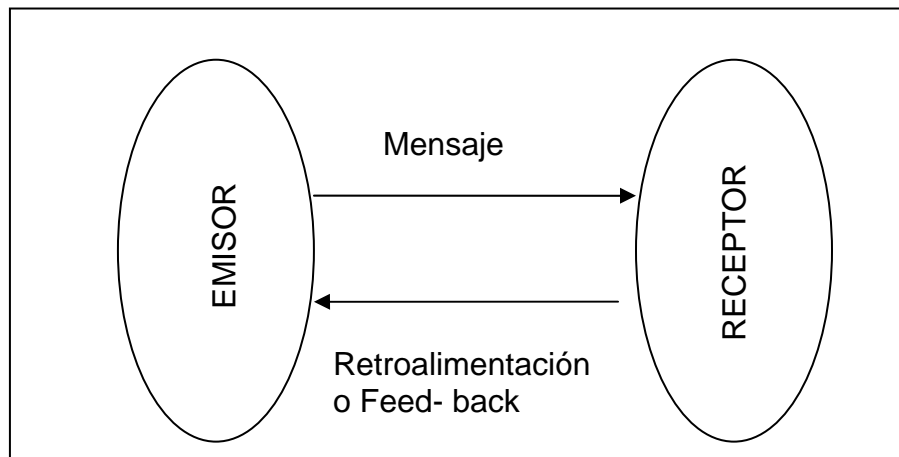 Mensaje
EMISOR
RECEPTOR
Retroalimentación
o Feed- back